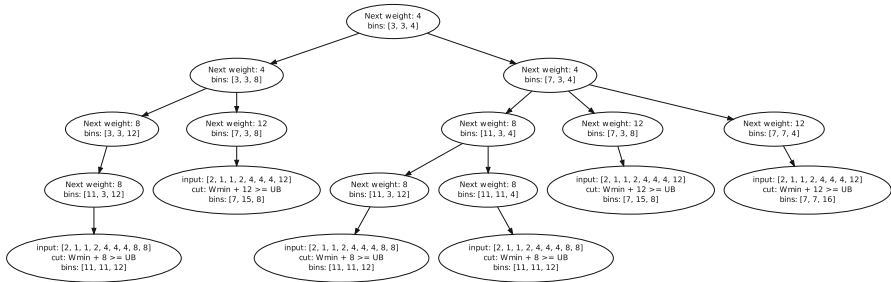 Next weight: 4
bins: [3, 3, 4]
Next weight: 4
bins: [3, 3, 8]
Next weight: 4
bins: [7, 3, 4]
Next weight: 8
bins: [3, 3, 12]
Next weight: 12
bins: [7, 3, 8]
Next weight: 8
bins: [11, 3, 4]
Next weight: 12
bins: [7, 3, 8]
Next weight: 12
bins: [7, 7, 4]
Next weight: 8
bins: [11, 3, 12]
input: [2, 1, 1, 2, 4, 4, 4, 12]
cut: Wmin + 12 >= UB
bins: [7, 15, 8]
Next weight: 8
bins: [11, 3, 12]
Next weight: 8
bins: [11, 11, 4]
input: [2, 1, 1, 2, 4, 4, 4, 12]
cut: Wmin + 12 >= UB
bins: [7, 15, 8]
input: [2, 1, 1, 2, 4, 4, 4, 12]
cut: Wmin + 12 >= UB
bins: [7, 7, 16]
input: [2, 1, 1, 2, 4, 4, 4, 8, 8]
cut: Wmin + 8 >= UB
bins: [11, 11, 12]
input: [2, 1, 1, 2, 4, 4, 4, 8, 8]
cut: Wmin + 8 >= UB
bins: [11, 11, 12]
input: [2, 1, 1, 2, 4, 4, 4, 8, 8]
cut: Wmin + 8 >= UB
bins: [11, 11, 12]